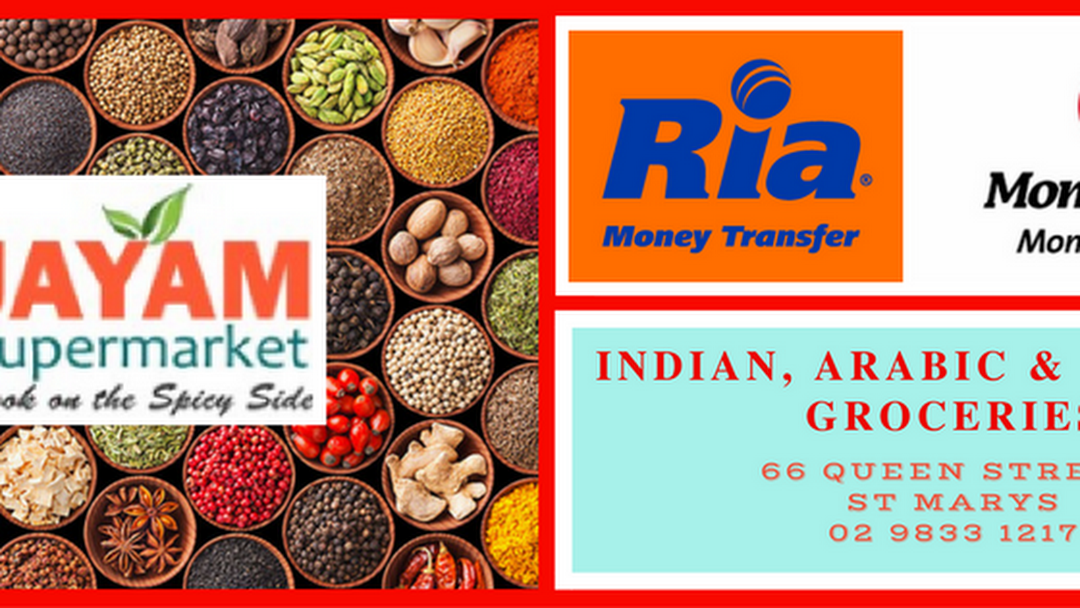 JAYAM
upermarket
ok on the Spicy Side
Ria®
Money Transfer
Mon
Mon
INDIAN, ARABIC &
GROCERIES
66 QUEEN STRE
ST MARYS
02 9833 1217